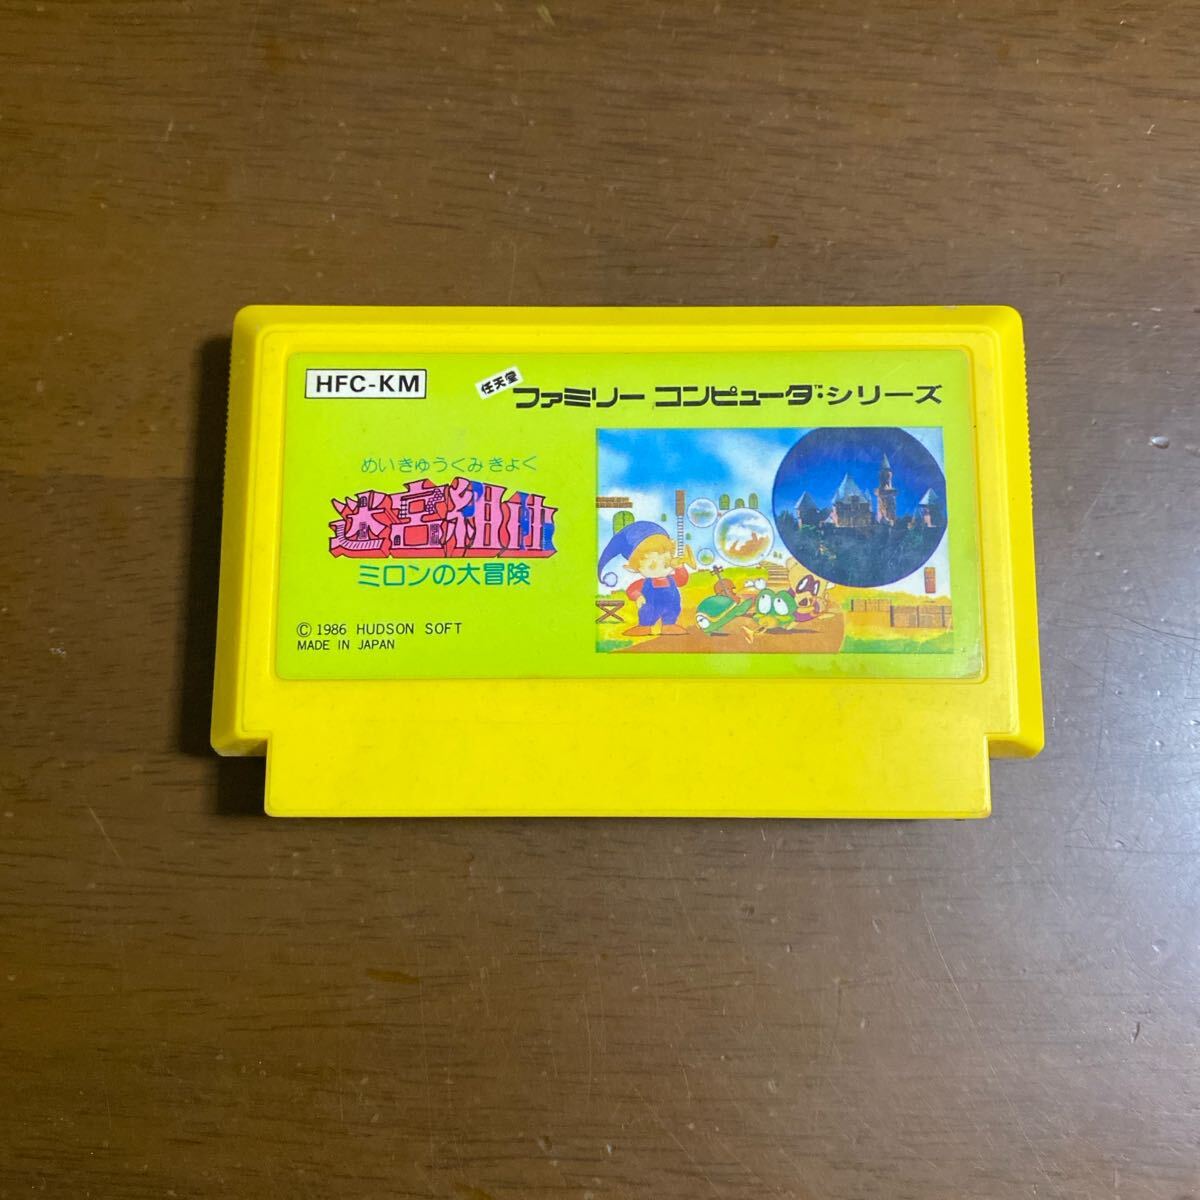 HFC-KM
任天堂 ファミリー コンピュータ™・シリーズ
めいきゅうくみきょく
迷宮組曲
ミロンの大冒険
© 1986 HUDSON SOFT
MADE IN JAPAN